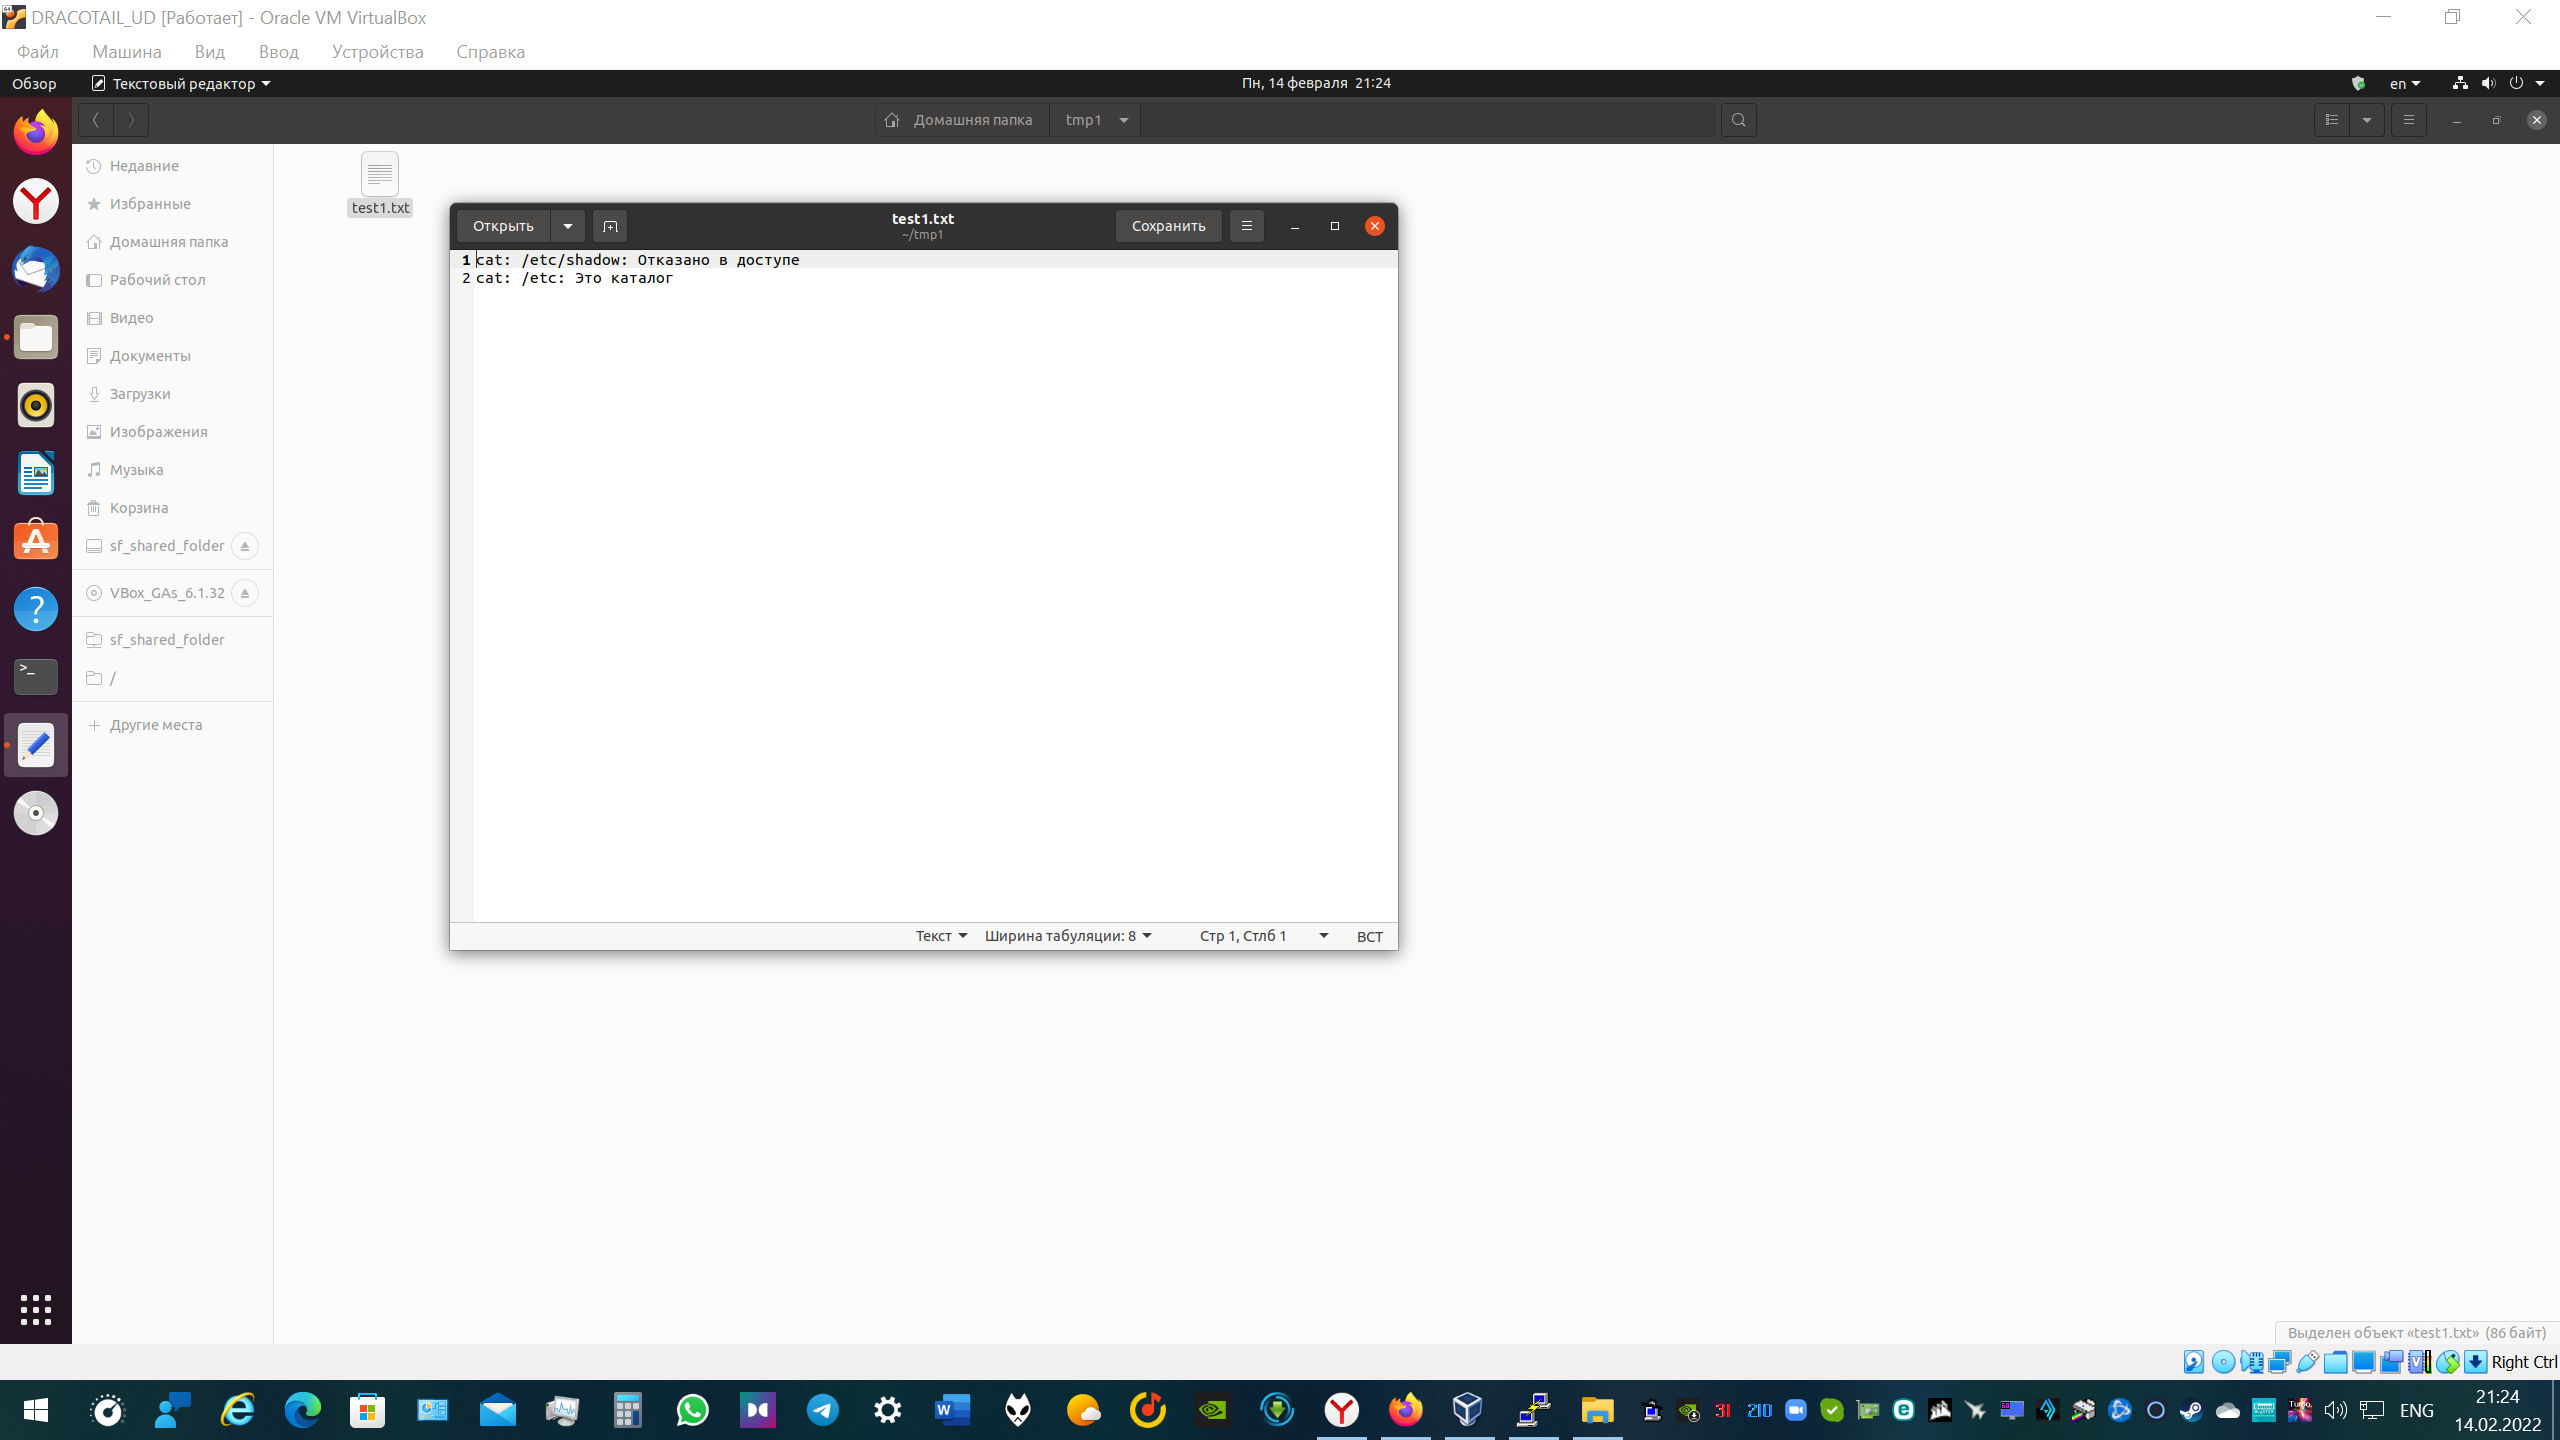 DRACOTAIL_UD [Работает] - Oracle VM VirtualBox
Файл Машина Вид Ввод Устройства Справка
Обзор Текстовый редактор Пн, 14 февраля 21:24 en
Домашняя папка tmp1
Недавние
Избранные
Домашняя папка
Рабочий стол
Видео
Документы
Загрузки
Изображения
Музыка
Корзина
sf_shared_folder
VBox_GAs_6.1.32
sf_shared_folder
/
Другие места
test1.txt
Открыть test1.txt Сохранить
~/tmp1
1 cat: /etc/shadow: Отказано в доступе
2 cat: /etc: Это каталог
Текст Ширина табуляции: 8 Стр 1, Стлб 1 ВСТ
Выделен объект «test1.txt» (86 байт)
Right Ctrl
ENG 21:24
14.02.2022